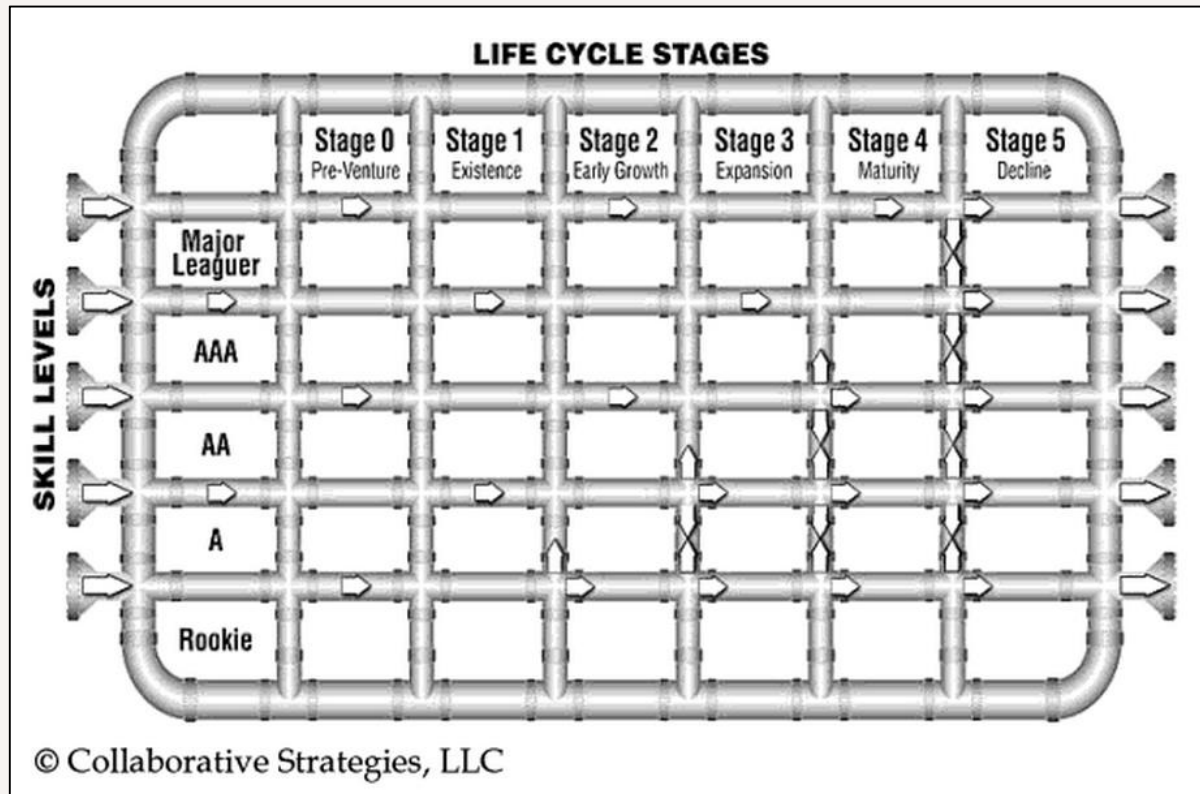 LIFE CYCLE STAGES
Stage 0
Pre-Venture
Stage 1
Existence
Stage 2
Early Growth
Stage 3
Expansion
Stage 4
Maturity
Stage 5
Decline
SKILL LEVELS
Major
Leaguer
AAA
AA
A
Rookie
© Collaborative Strategies, LLC